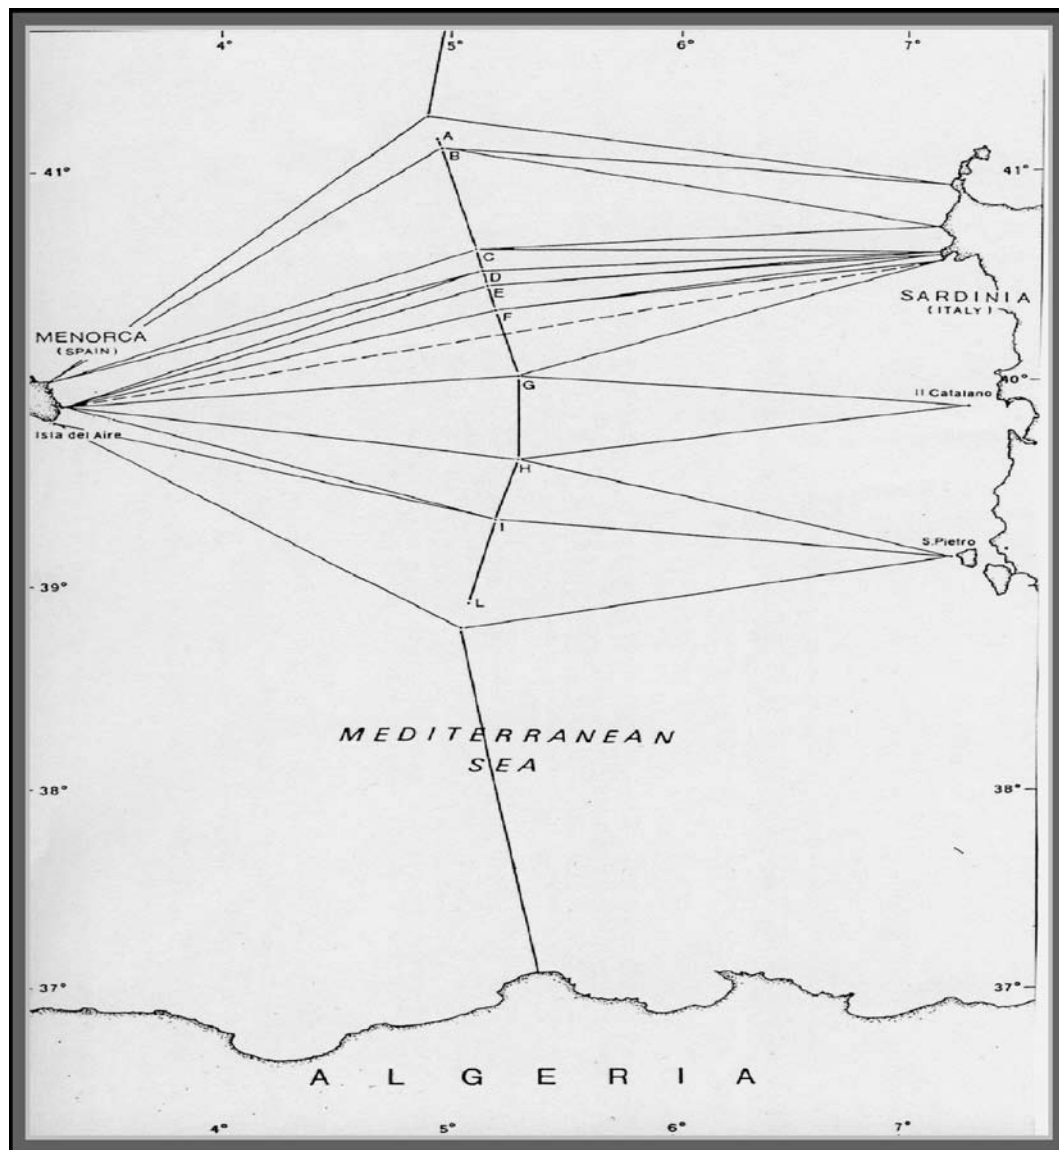 4° 5° 6° 7°
A
B
41° 41°
C
D
E
SARDINIA
(ITALY)
F
MENORCA
(SPAIN)
40°
G
Il Catalano
Isla del Aire
H
I
S.Pietro
39°
L
MEDITERRANEAN
SEA
38° 38°
37° 37°
ALGERIA
4° 5° 6° 7°